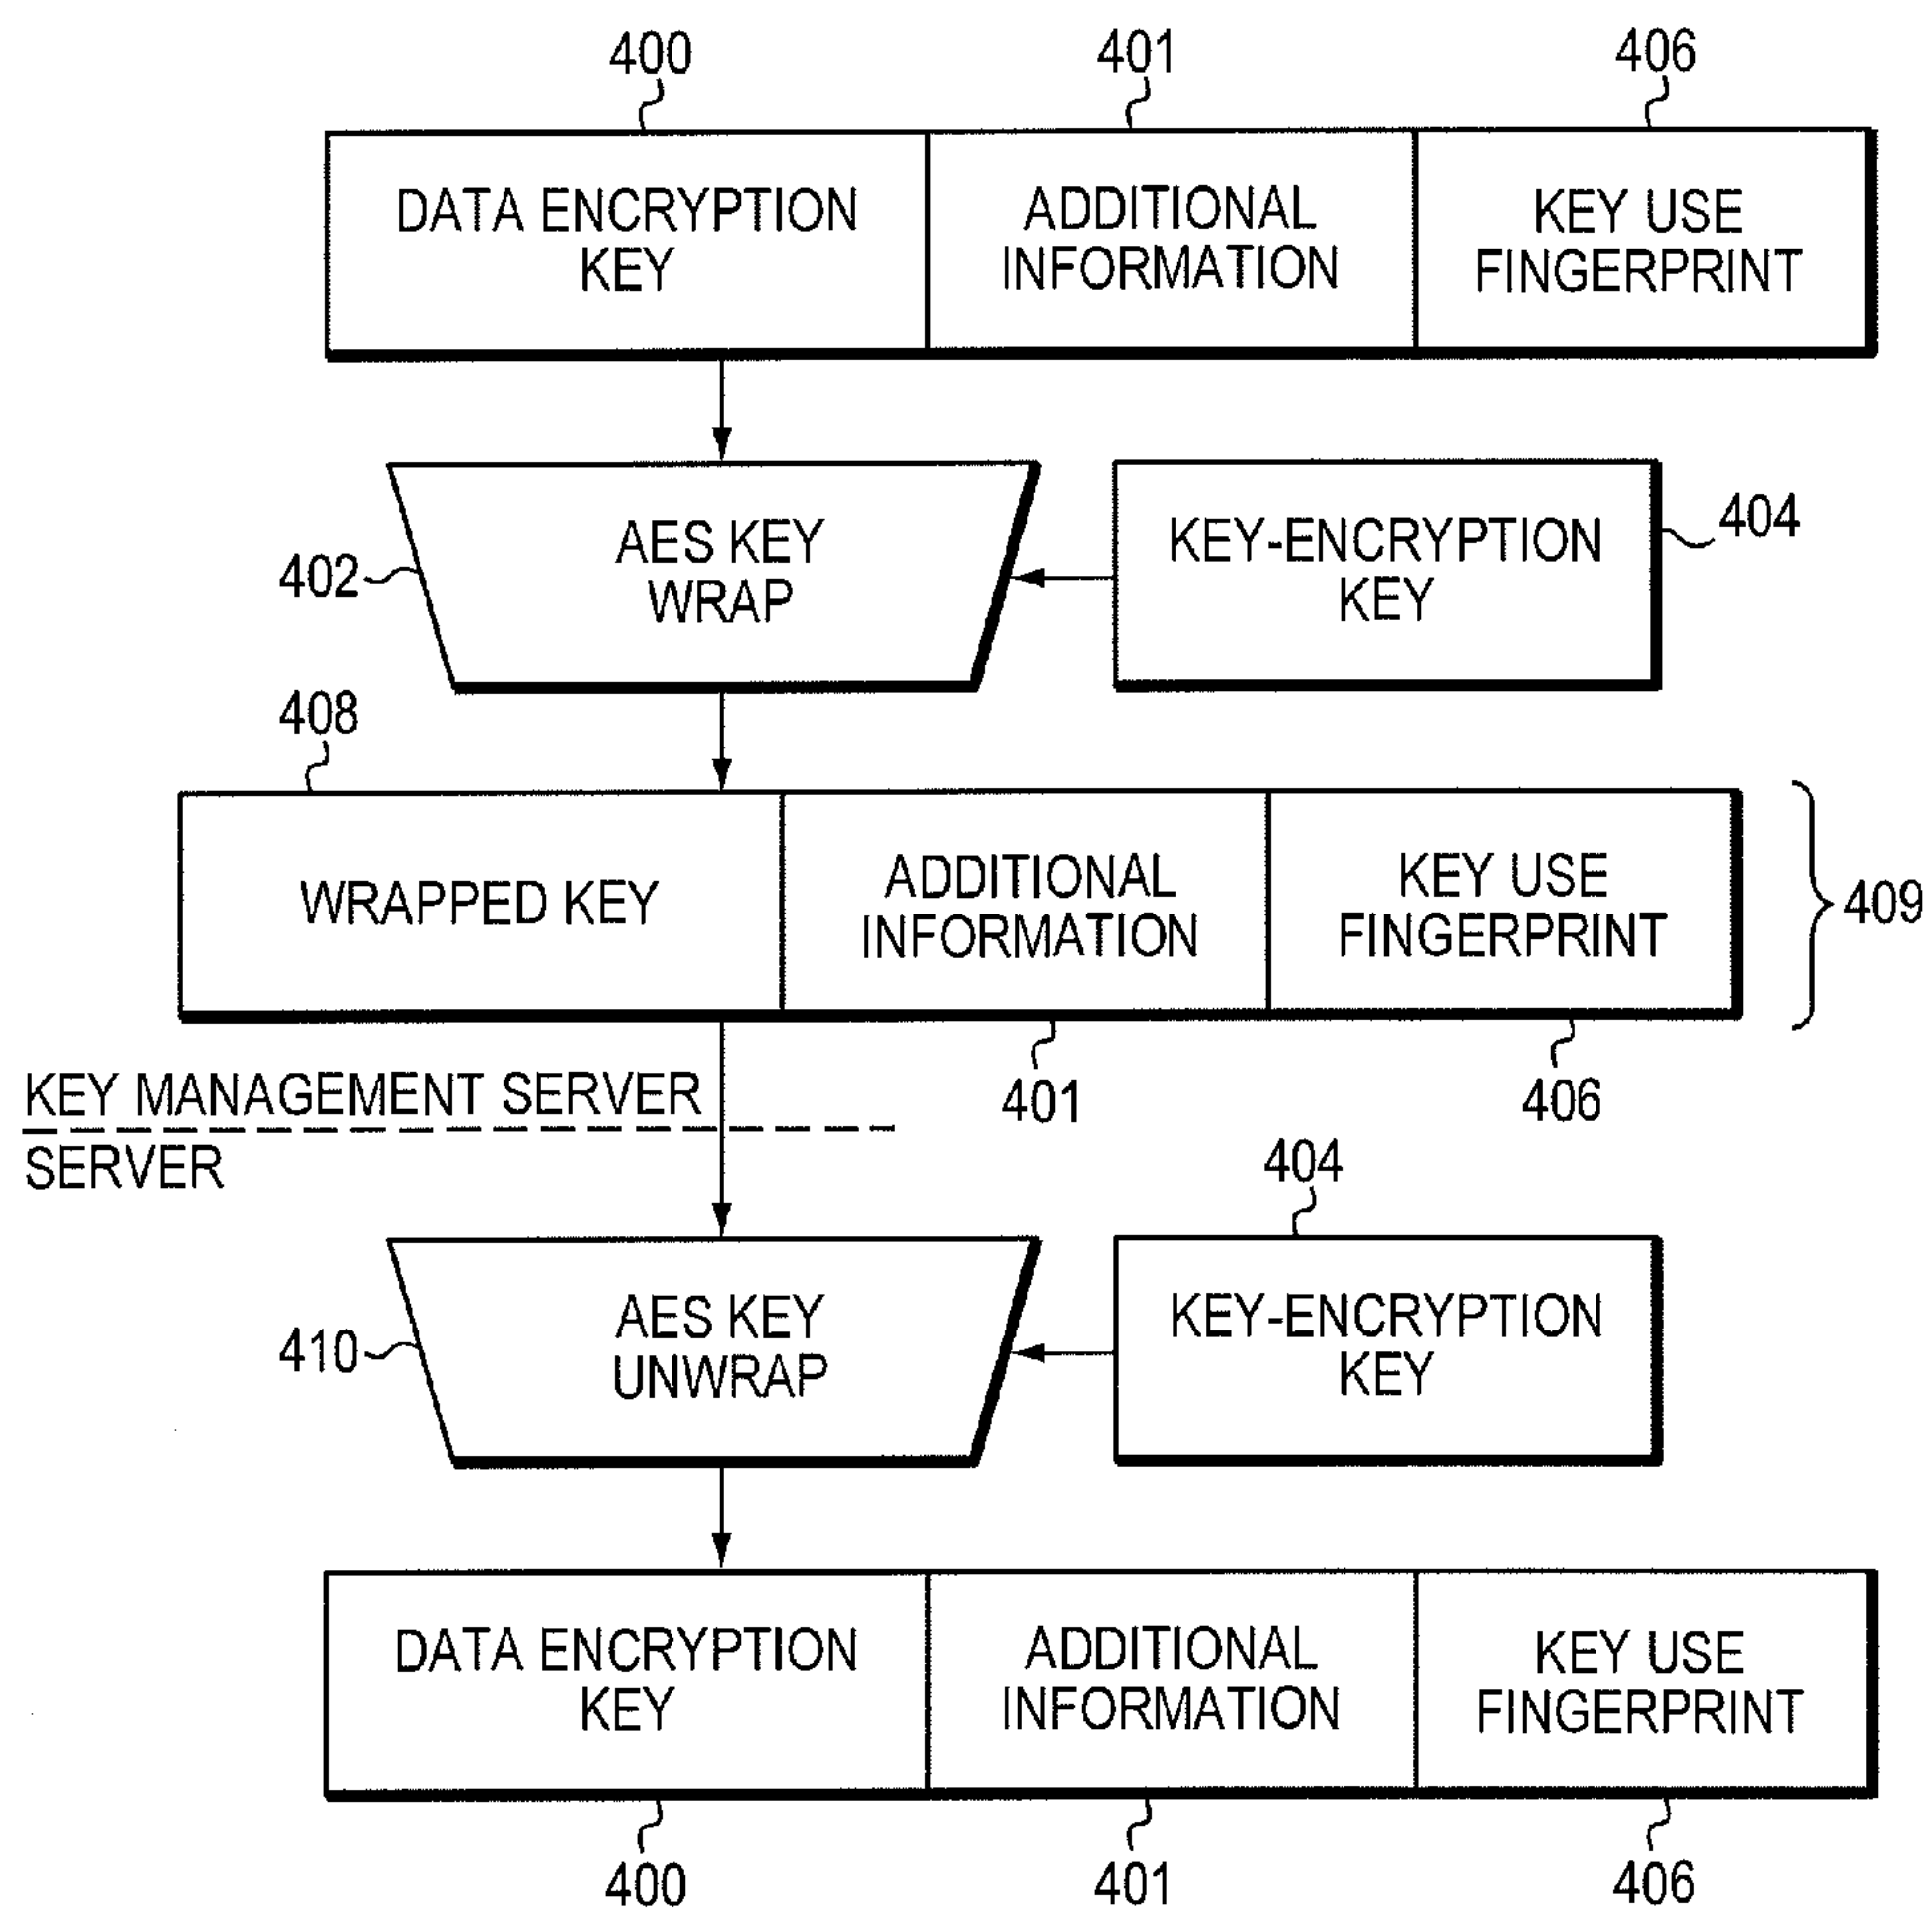 400
401
406
DATA ENCRYPTION
KEY
ADDITIONAL
INFORMATION
KEY USE
FINGERPRINT
402
AES KEY
WRAP
KEY-ENCRYPTION
KEY
404
408
WRAPPED KEY
ADDITIONAL
INFORMATION
KEY USE
FINGERPRINT
409
401
406
KEY MANAGEMENT SERVER
SERVER
404
410
AES KEY
UNWRAP
KEY-ENCRYPTION
KEY
DATA ENCRYPTION
KEY
ADDITIONAL
INFORMATION
KEY USE
FINGERPRINT
400
401
406